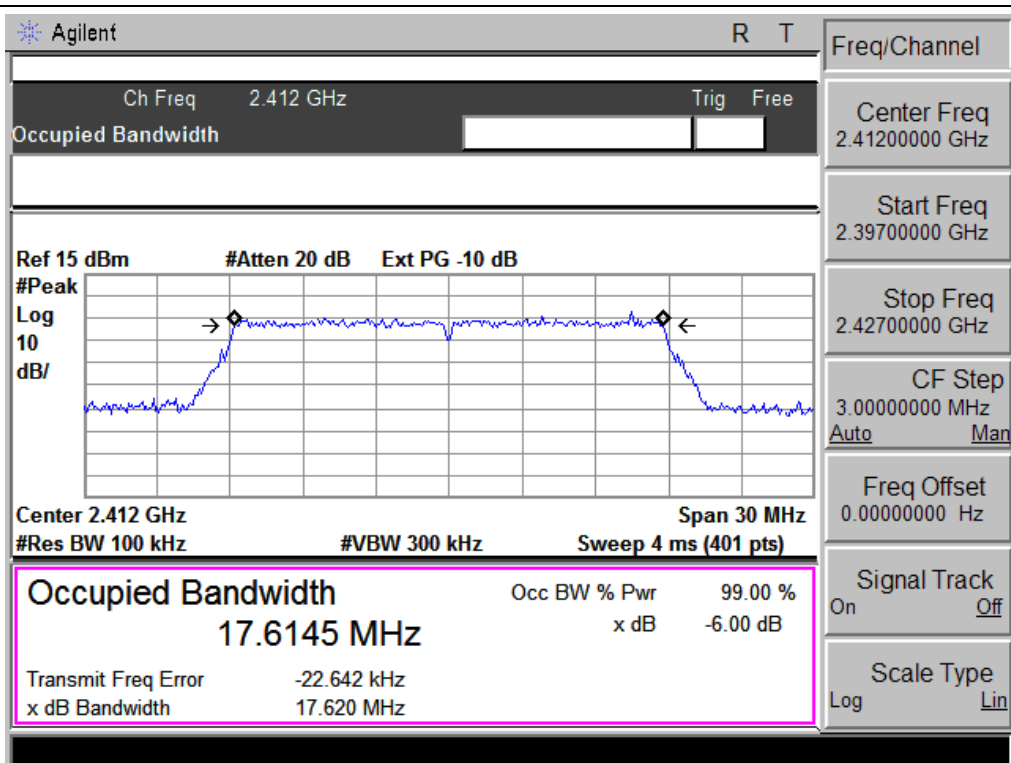 Agilent R T
Ch Freq 2.412 GHz Trig Free
Occupied Bandwidth
Ref 15 dBm #Atten 20 dB Ext PG -10 dB
#Peak
Log
10
dB/
Center 2.412 GHz Span 30 MHz
#Res BW 100 kHz #VBW 300 kHz Sweep 4 ms (401 pts)
Occupied Bandwidth Occ BW % Pwr 99.00 %
17.6145 MHz x dB -6.00 dB
Transmit Freq Error -22.642 kHz
x dB Bandwidth 17.620 MHz
Freq/Channel
Center Freq
2.41200000 GHz
Start Freq
2.39700000 GHz
Stop Freq
2.42700000 GHz
CF Step
3.00000000 MHz
Auto Man
Freq Offset
0.00000000 Hz
Signal Track
On Off
Scale Type
Log Lin